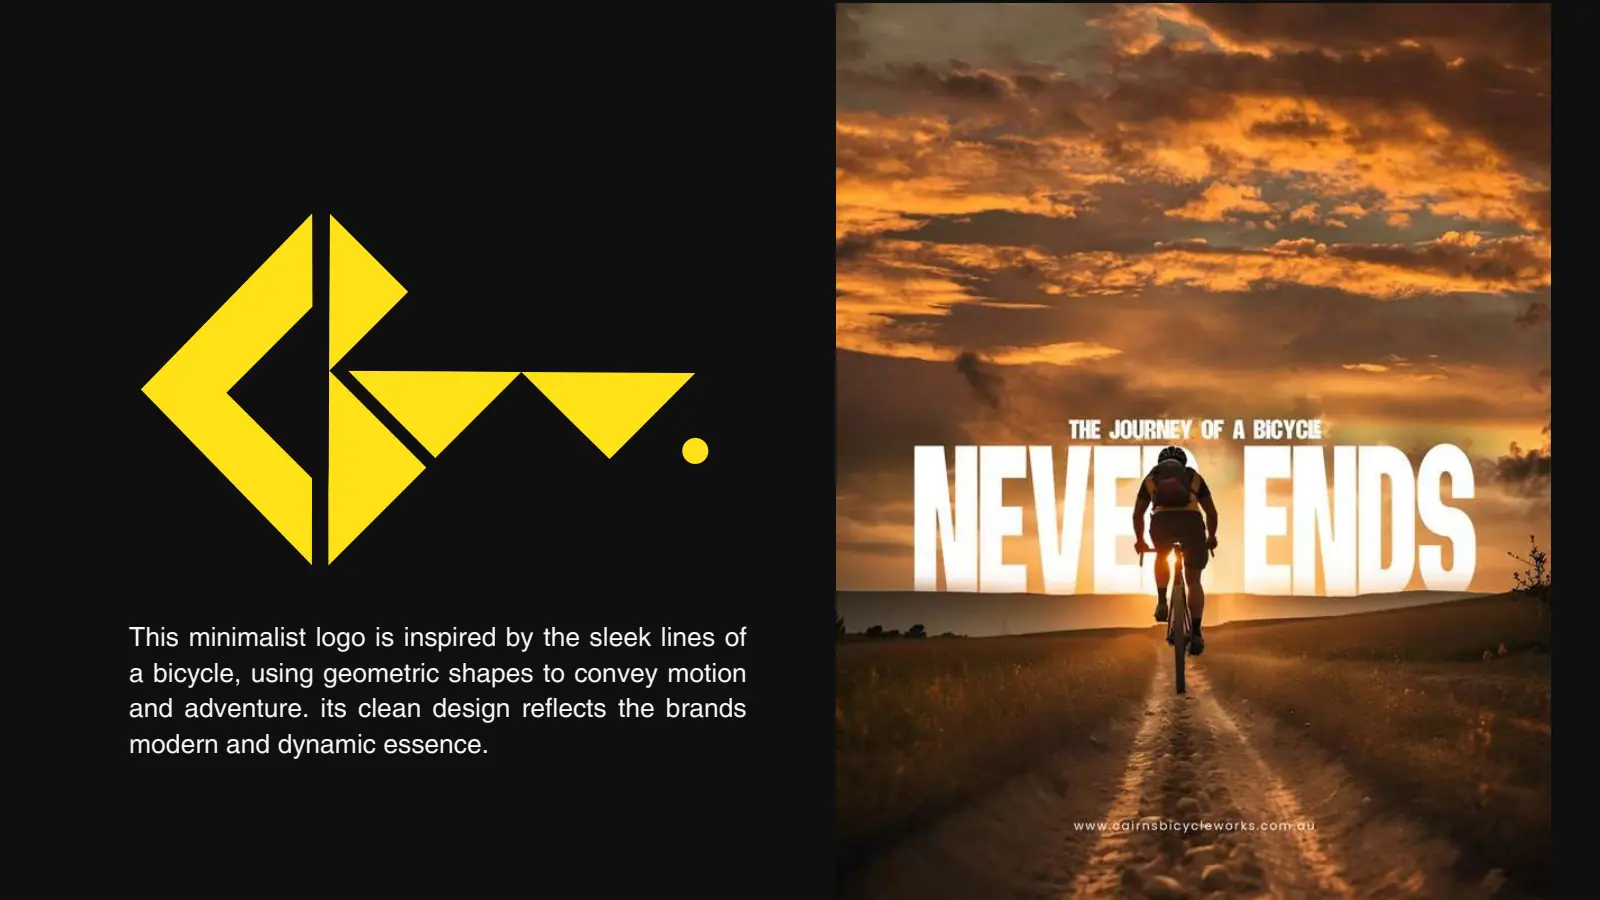 This minimalist logo is inspired by the sleek lines of
a bicycle, using geometric shapes to convey motion
and adventure. its clean design reflects the brands
modern and dynamic essence.
THE JOURNEY OF A BICYCLE
NEVER ENDS
www.cairnsbicycleworks.com.au